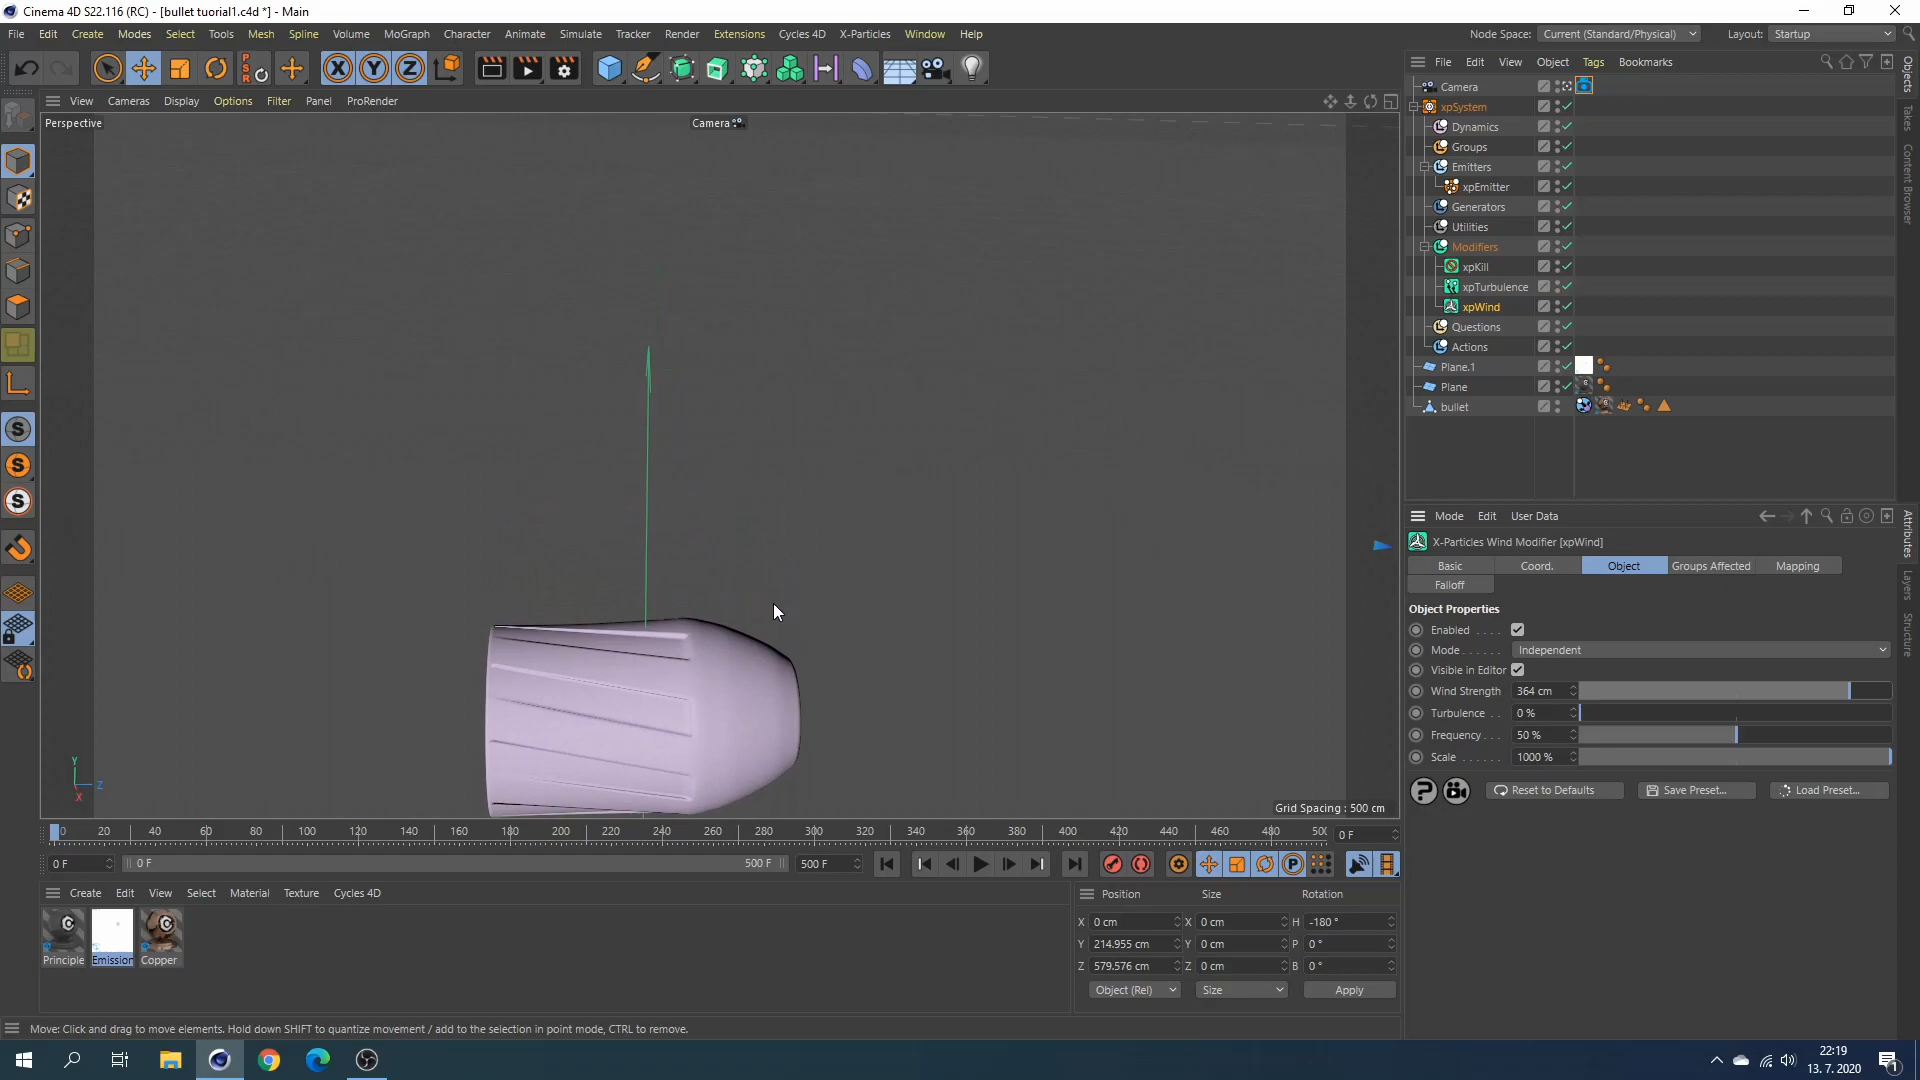 Cinema 4D S22.116 (RC) - [bullet tuorial1.c4d *] - Main
File Edit Create Modes Select Tools Mesh Spline Volume MoGraph Character Animate Simulate Tracker Render Extensions Cycles 4D X-Particles Window Help
Node Space: Current (Standard/Physical) Layout: Startup
PSR X Y Z
File Edit View Object Tags Bookmarks
View Cameras Display Options Filter Panel ProRender
Perspective
Camera
Camera
xpSystem
Dynamics
Groups
Emitters
xpEmitter
Generators
Utilities
Modifiers
xpKill
xpTurbulence
xpWind
Questions
Actions
Plane.1
Plane
bullet
Objects
Takes
Content Browser
Mode Edit User Data
X-Particles Wind Modifier [xpWind]
Basic Coord. Object Groups Affected Mapping
Falloff
Object Properties
Enabled
Mode Independent
Visible in Editor
Wind Strength 364 cm
Turbulence 0 %
Frequency 50 %
Scale 1000 %
Reset to Defaults Save Preset... Load Preset...
Attributes
Layers
Structure
Y Z X
Grid Spacing : 500 cm
0 20 40 60 80 100 120 140 160 180 200 220 240 260 280 300 320 340 360 380 400 420 440 460 480 500 0 F
0 F 0 F 500 F 500 F
Create Edit View Select Material Texture Cycles 4D
Principle Emission Copper
Position Size Rotation
X 0 cm X 0 cm H -180 °
Y 214.955 cm Y 0 cm P 0 °
Z 579.576 cm Z 0 cm B 0 °
Object (Rel) Size Apply
Move: Click and drag to move elements. Hold down SHIFT to quantize movement / add to the selection in point mode, CTRL to remove.
22:19
13. 7. 2020
1